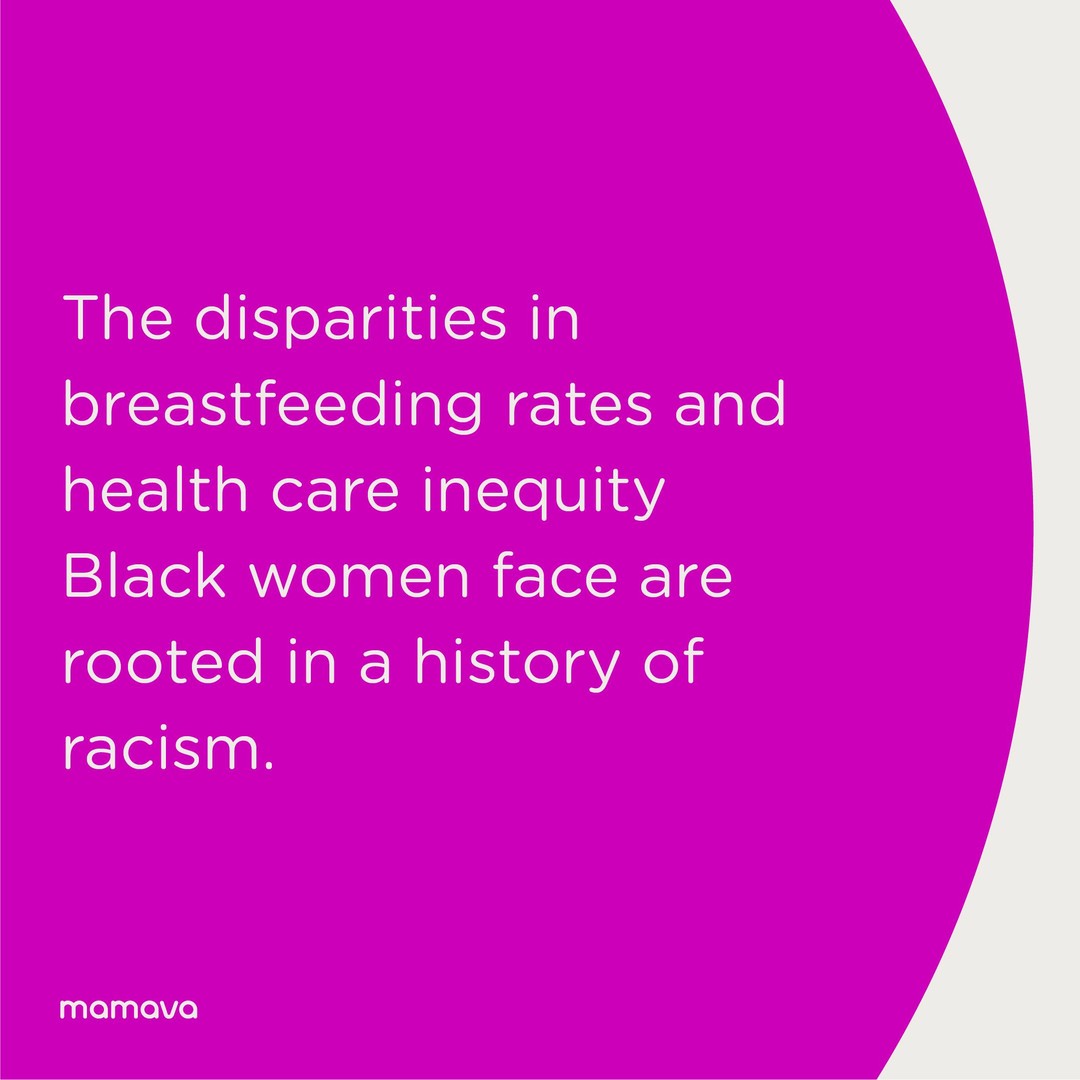 The disparities in
breastfeeding rates and
health care inequity
Black women face are
rooted in a history of
racism.
mamava